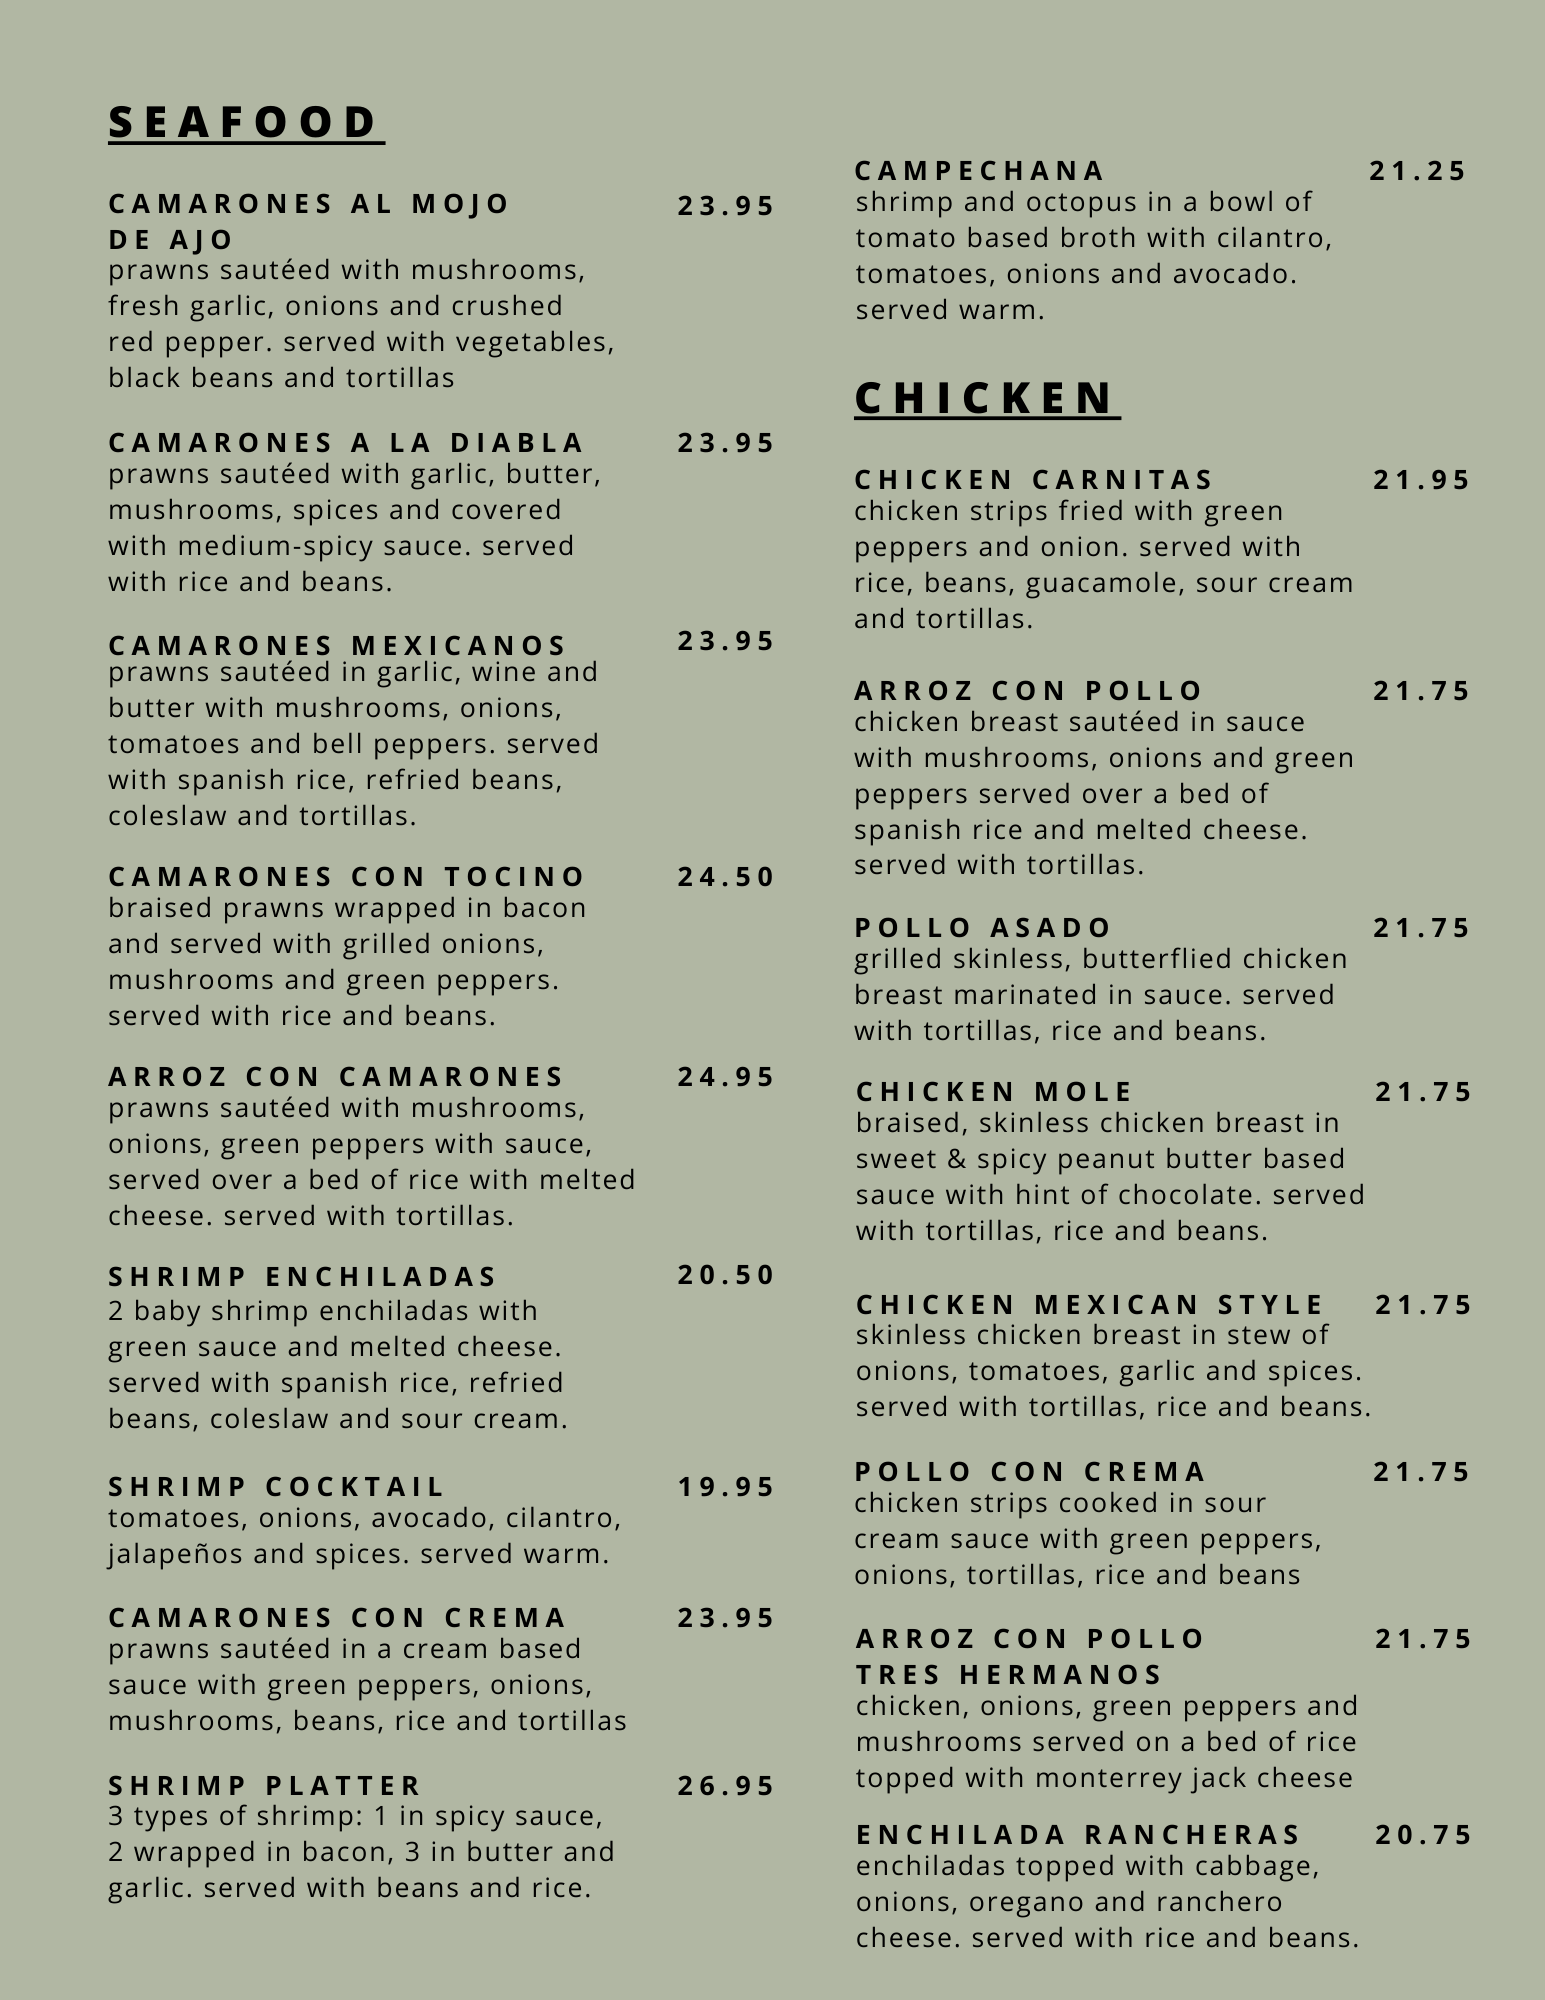 SEAFOOD
CAMARONES AL MOJO 23.95
DE AJO
prawns sautéed with mushrooms,
fresh garlic, onions and crushed
red pepper. served with vegetables,
black beans and tortillas
CAMARONES A LA DIABLA 23.95
prawns sautéed with garlic, butter,
mushrooms, spices and covered
with medium-spicy sauce. served
with rice and beans.
CAMARONES MEXICANOS 23.95
prawns sautéed in garlic, wine and
butter with mushrooms, onions,
tomatoes and bell peppers. served
with spanish rice, refried beans,
coleslaw and tortillas.
CAMARONES CON TOCINO 24.50
braised prawns wrapped in bacon
and served with grilled onions,
mushrooms and green peppers.
served with rice and beans.
ARROZ CON CAMARONES 24.95
prawns sautéed with mushrooms,
onions, green peppers with sauce,
served over a bed of rice with melted
cheese. served with tortillas.
SHRIMP ENCHILADAS 20.50
2 baby shrimp enchiladas with
green sauce and melted cheese.
served with spanish rice, refried
beans, coleslaw and sour cream.
SHRIMP COCKTAIL 19.95
tomatoes, onions, avocado, cilantro,
jalapeños and spices. served warm.
CAMARONES CON CREMA 23.95
prawns sautéed in a cream based
sauce with green peppers, onions,
mushrooms, beans, rice and tortillas
SHRIMP PLATTER 26.95
3 types of shrimp: 1 in spicy sauce,
2 wrapped in bacon, 3 in butter and
garlic. served with beans and rice.
CAMPECHANA 21.25
shrimp and octopus in a bowl of
tomato based broth with cilantro,
tomatoes, onions and avocado.
served warm.
CHICKEN
CHICKEN CARNITAS 21.95
chicken strips fried with green
peppers and onion. served with
rice, beans, guacamole, sour cream
and tortillas.
ARROZ CON POLLO 21.75
chicken breast sautéed in sauce
with mushrooms, onions and green
peppers served over a bed of
spanish rice and melted cheese.
served with tortillas.
POLLO ASADO 21.75
grilled skinless, butterflied chicken
breast marinated in sauce. served
with tortillas, rice and beans.
CHICKEN MOLE 21.75
braised, skinless chicken breast in
sweet & spicy peanut butter based
sauce with hint of chocolate. served
with tortillas, rice and beans.
CHICKEN MEXICAN STYLE 21.75
skinless chicken breast in stew of
onions, tomatoes, garlic and spices.
served with tortillas, rice and beans.
POLLO CON CREMA 21.75
chicken strips cooked in sour
cream sauce with green peppers,
onions, tortillas, rice and beans
ARROZ CON POLLO 21.75
TRES HERMANOS
chicken, onions, green peppers and
mushrooms served on a bed of rice
topped with monterrey jack cheese
ENCHILADA RANCHERAS 20.75
enchiladas topped with cabbage,
onions, oregano and ranchero
cheese. served with rice and beans.